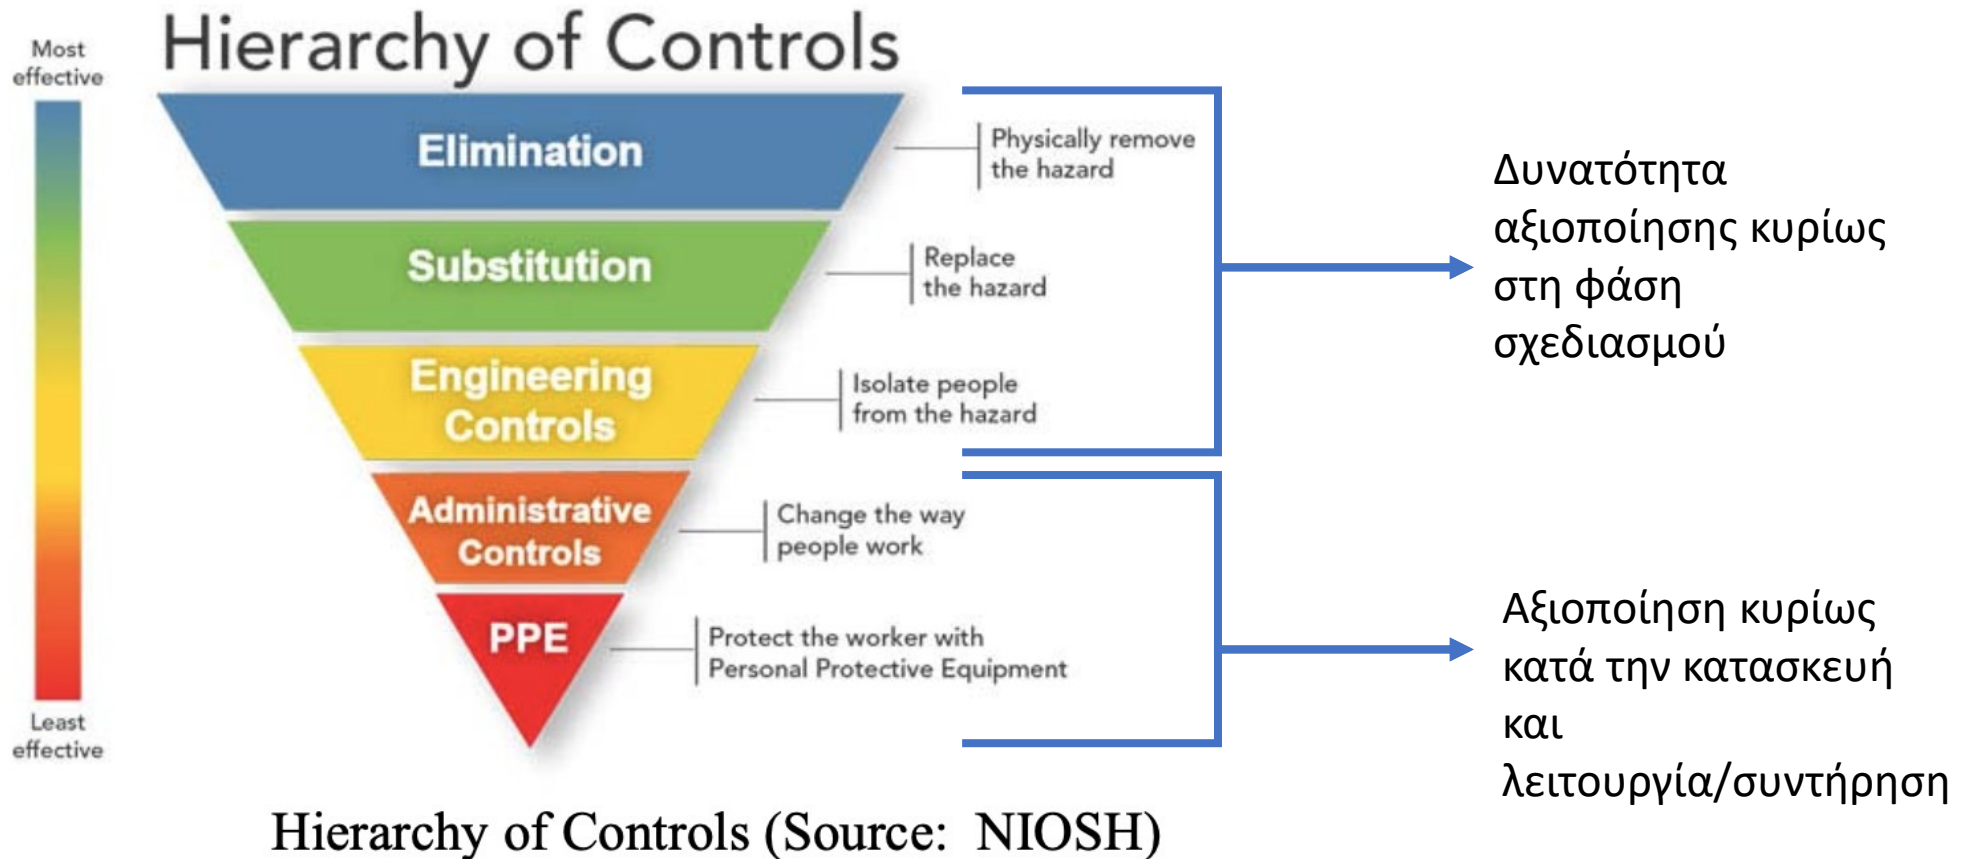 Hierarchy of Controls
Most
effective
Elimination
Physically remove
the hazard
Substitution
Replace
the hazard
Engineering
Controls
Isolate people
from the hazard
Administrative
Controls
Change the way
people work
PPE
Protect the worker with
Personal Protective Equipment
Least
effective
Δυνατότητα
αξιοποίησης κυρίως
στη φάση
σχεδιασμού
Αξιοποίηση κυρίως
κατά την κατασκευή
και
λειτουργία/συντήρηση
Hierarchy of Controls (Source: NIOSH)